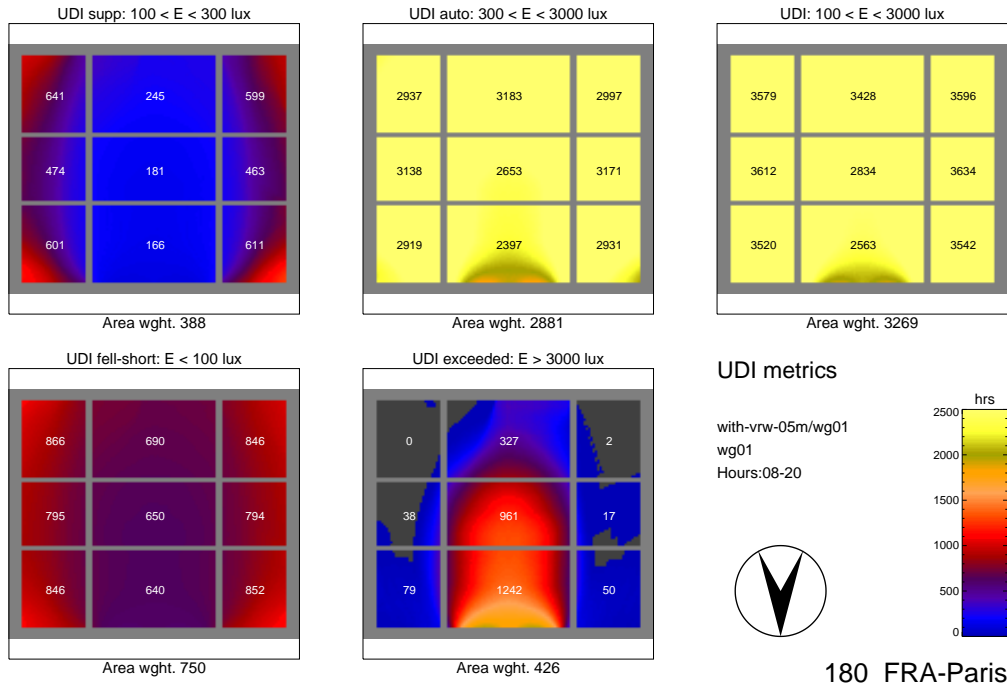 UDI supp: 100 < E < 300 lux
641 245 599
474 181 463
601 166 611
Area wght. 388
UDI auto: 300 < E < 3000 lux
2937 3183 2997
3138 2653 3171
2919 2397 2931
Area wght. 2881
UDI: 100 < E < 3000 lux
3579 3428 3596
3612 2834 3634
3520 2563 3542
Area wght. 3269
UDI fell-short: E < 100 lux
866 690 846
795 650 794
846 640 852
Area wght. 750
UDI exceeded: E > 3000 lux
0 327 2
38 961 17
79 1242 50
Area wght. 426
UDI metrics
with-vrw-05m/wg01
wg01
Hours:08-20
hrs
2500
2000
1500
1000
500
0
180 FRA-Paris